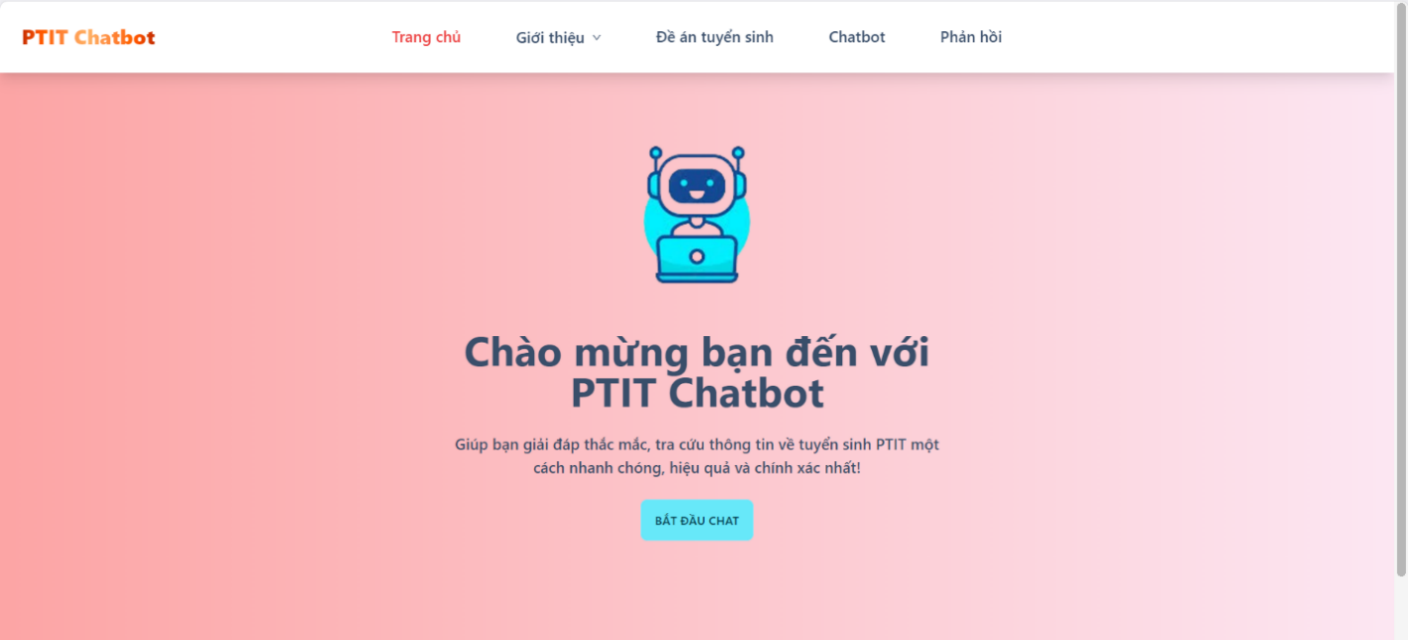 PTIT Chatbot
Trang chủ
Giới thiệu
Đề án tuyển sinh
Chatbot
Phản hồi
Chào mừng bạn đến với
PTIT Chatbot
Giúp bạn giải đáp thắc mắc, tra cứu thông tin về tuyển sinh PTIT một
cách nhanh chóng, hiệu quả và chính xác nhất!
BẮT ĐẦU CHAT